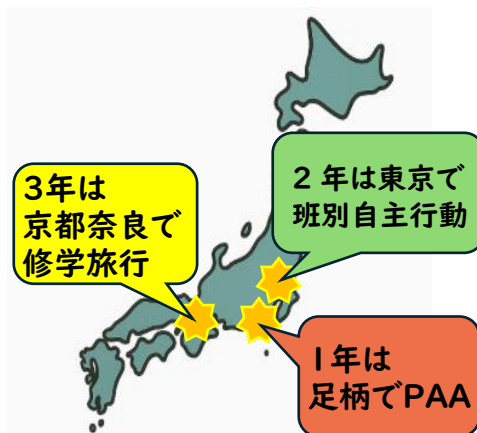 3年は
京都奈良で
修学旅行
2 年は東京で
班別自主行動
1年は
足柄でPAA